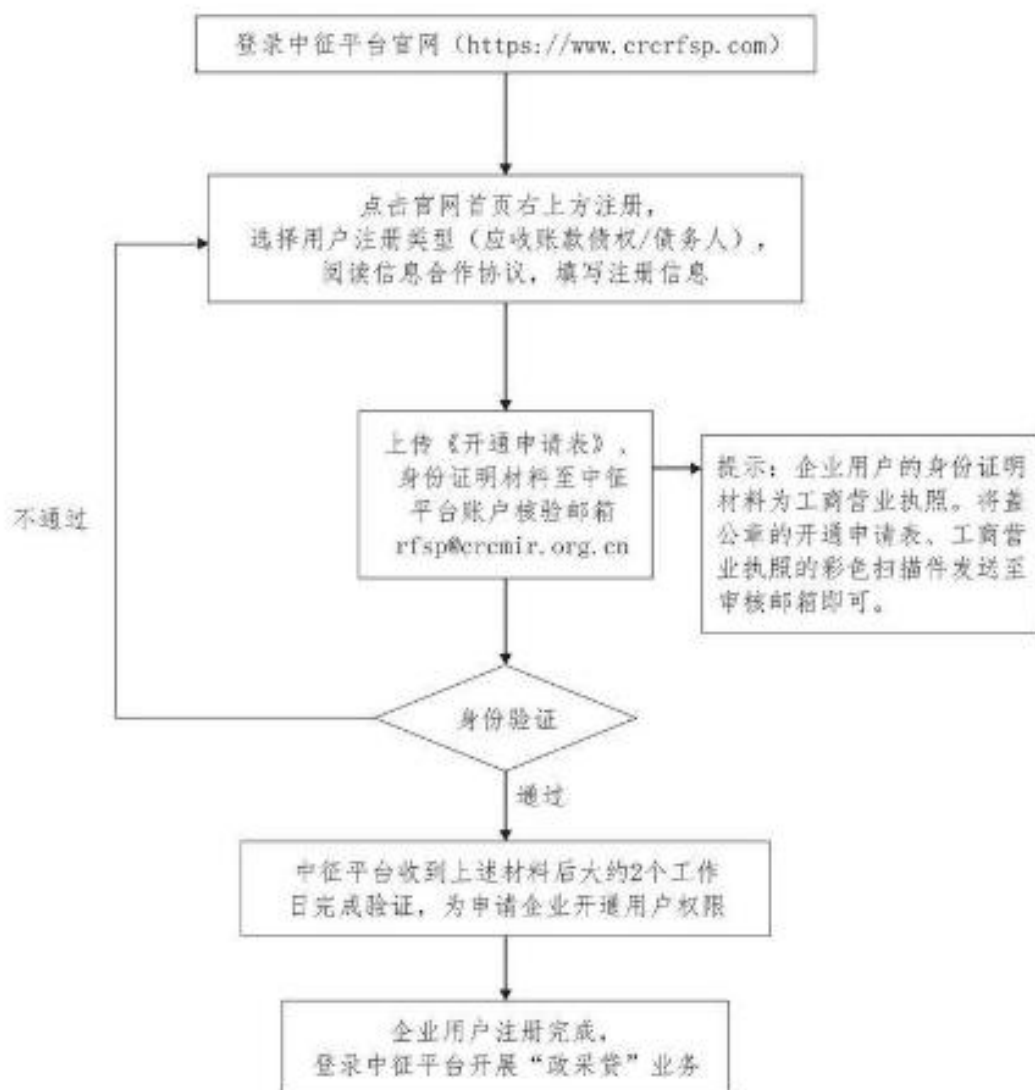 登录中征平台官网（https://www.crcrfsp.com）
点击官网首页右上方注册，
选择用户注册类型（应收账款债权/债务人），
阅读信息合作协议，填写注册信息
上传《开通申请表》、
身份证明材料至中征
平台账户核验邮箱
rfsp@crcmir.org.cn
提示：企业用户的身份证明
材料为工商营业执照。将盖
公章的开通申请表、工商营
业执照的彩色扫描件发送至
审核邮箱即可。
不通过
身份验证
通过
中征平台收到上述材料后大约2个工作
日完成验证，为申请企业开通用户权限
企业用户注册完成，
登录中征平台开展“政采贷”业务